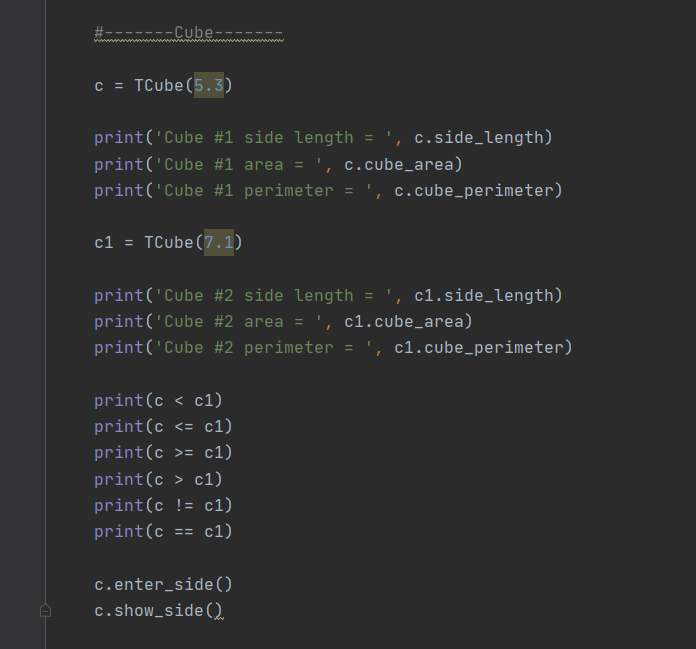 #-------Cube-------
c = TCube(5.3)
print('Cube #1 side length = ', c.side_length)
print('Cube #1 area = ', c.cube_area)
print('Cube #1 perimeter = ', c.cube_perimeter)
c1 = TCube(7.1)
print('Cube #2 side length = ', c1.side_length)
print('Cube #2 area = ', c1.cube_area)
print('Cube #2 perimeter = ', c1.cube_perimeter)
print(c < c1)
print(c <= c1)
print(c >= c1)
print(c > c1)
print(c != c1)
print(c == c1)
c.enter_side()
c.show_side()